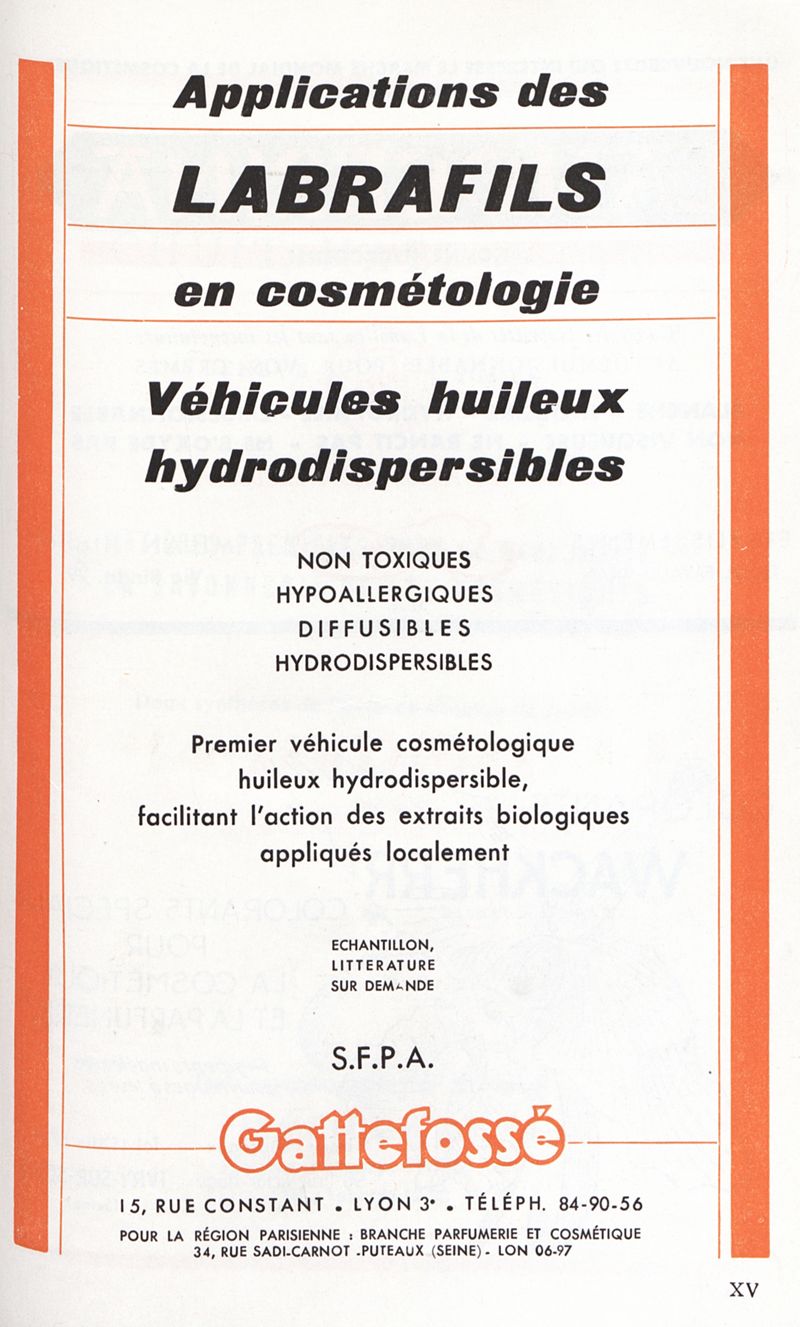 Applications des
LABRAFILS
en cosmétologie
Véhicules huileux
hydrodispersibles
NON TOXIQUES
HYPOALLERGIQUES
DIFFUSIBLES
HYDRODISPERSIBLES
Premier véhicule cosmétologique
huileux hydrodispersible,
facilitant l'action des extraits biologiques
appliqués localement
ECHANTILLON,
LITTERATURE
SUR DEMANDE
S.F.P.A.
Gattefossé
15, RUE CONSTANT . LYON 3e . TÉLÉPH. 84-90-56
POUR LA RÉGION PARISIENNE : BRANCHE PARFUMERIE ET COSMÉTIQUE
34, RUE SADI-CARNOT .PUTEAUX (SEINE) . LON 06-97
XV